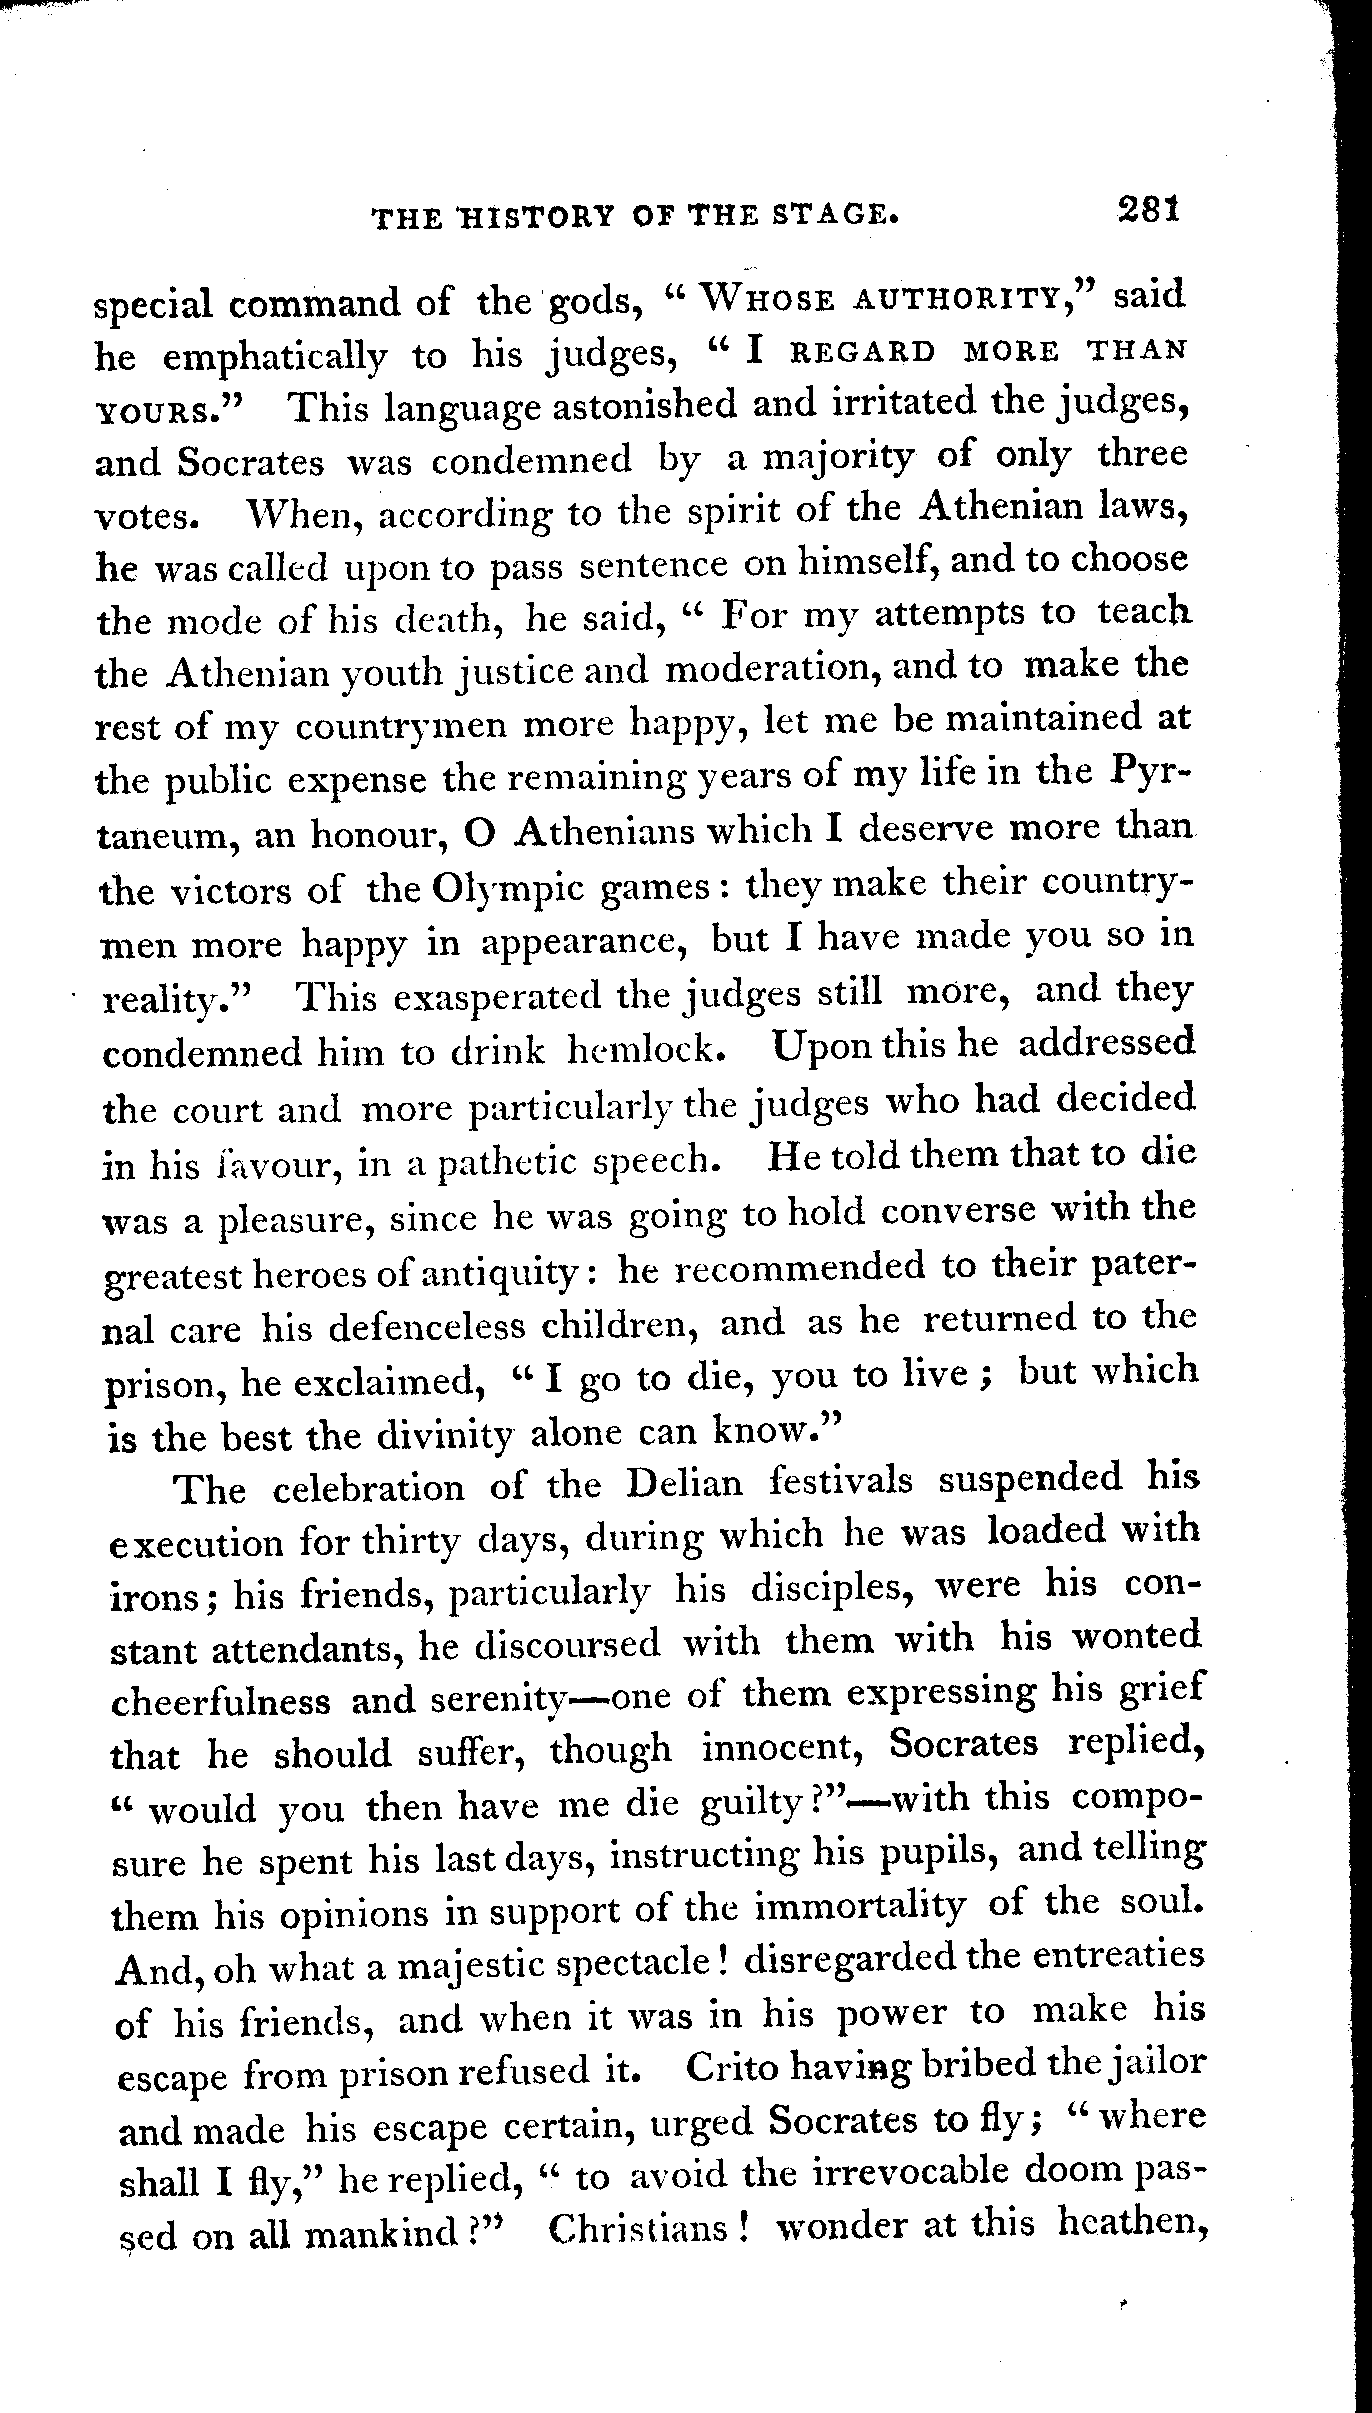 THE HISTORY OF THE STAGE. 281
special command of the gods, " WHOSE AUTHORITY," said
he emphatically to his judges, " I REGARD MORE THAN
YOURS." This language astonished and irritated the judges,
and Socrates was condemned by a majority of only three
votes. When, according to the spirit of the Athenian laws,
he was called upon to pass sentence on himself, and to choose
the mode of his death, he said, " For my attempts to teach
the Athenian youth justice and moderation, and to make the
rest of my countrymen more happy, let me be maintained at
the public expense the remaining years of my life in the Pyr-
taneum, an honour, O Athenians which I deserve more than
the victors of the Olympic games : they make their country-
men more happy in appearance, but I have made you so in
reality." This exasperated the judges still more, and they
condemned him to drink hemlock. Upon this he addressed
the court and more particularly the judges who had decided
in his favour, in a pathetic speech. He told them that to die
was a pleasure, since he was going to hold converse with the
greatest heroes of antiquity : he recommended to their pater-
nal care his defenceless children, and as he returned to the
prison, he exclaimed, " I go to die, you to live ; but which
is the best the divinity alone can know."
The celebration of the Delian festivals suspended his
execution for thirty days, during which he was loaded with
irons ; his friends, particularly his disciples, were his con-
stant attendants, he discoursed with them with his wonted
cheerfulness and serenity—one of them expressing his grief
that he should suffer, though innocent, Socrates replied,
" would you then have me die guilty ?"—with this compo-
sure he spent his last days, instructing his pupils, and telling
them his opinions in support of the immortality of the soul.
And, oh what a majestic spectacle ! disregarded the entreaties
of his friends, and when it was in his power to make his
escape from prison refused it. Crito having bribed the jailor
and made his escape certain, urged Socrates to fly ; " where
shall I fly," he replied, " to avoid the irrevocable doom pas-
sed on all mankind ?" Christians ! wonder at this heathen,